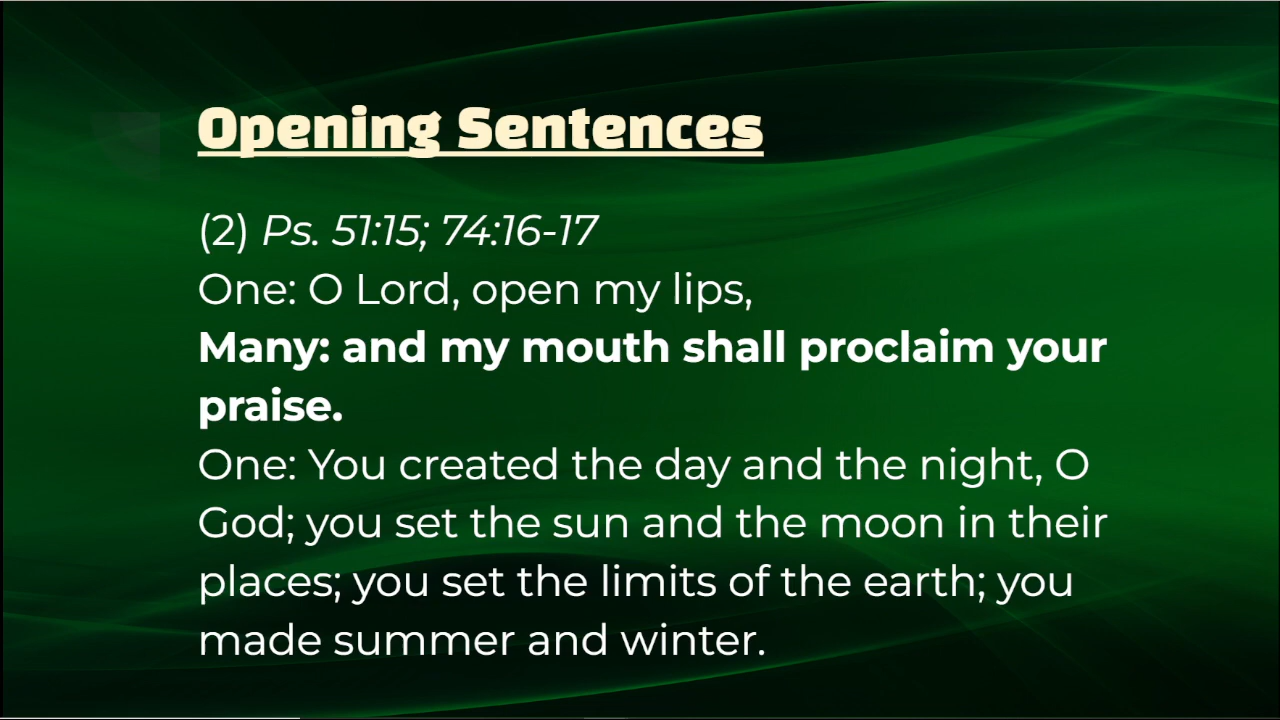 Opening Sentences
(2) Ps. 51:15; 74:16-17
One: O Lord, open my lips,
Many: and my mouth shall proclaim your
praise.
One: You created the day and the night, O
God; you set the sun and the moon in their
places; you set the limits of the earth; you
made summer and winter.